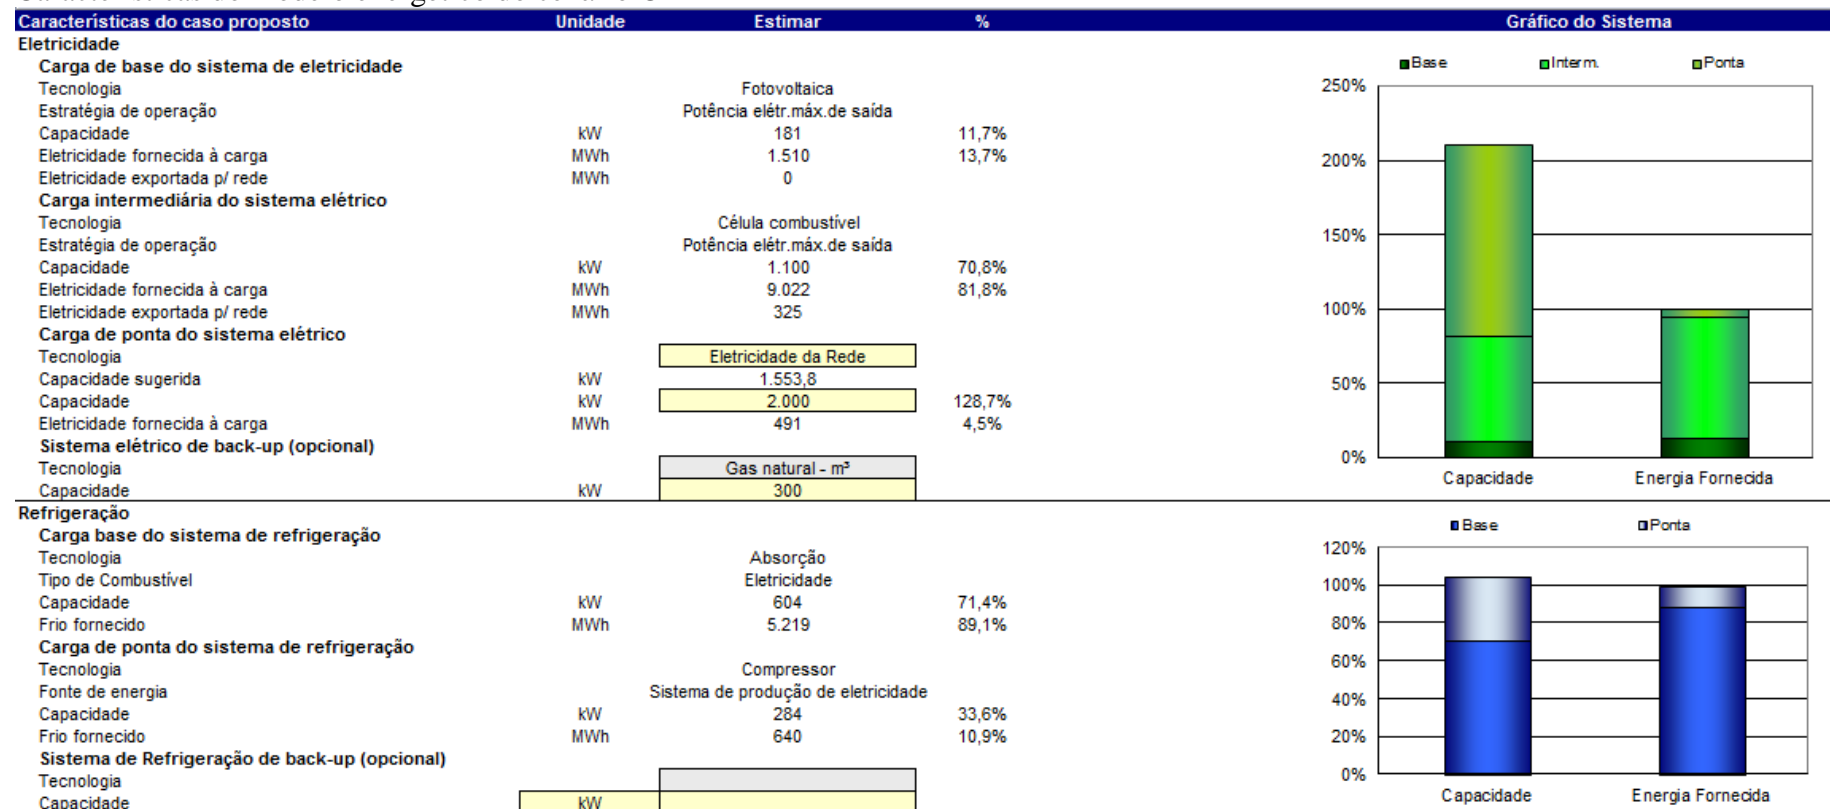 Características do caso proposto Unidade Estimar % Gráfico do Sistema
Eletricidade
Carga de base do sistema de eletricidade
Tecnologia Fotovoltaica
Estratégia de operação Potência elétr.máx.de saída
Capacidade kW 181 11,7%
Eletricidade fornecida à carga MWh 1.510 13,7%
Eletricidade exportada p/ rede MWh 0
Carga intermediária do sistema elétrico
Tecnologia Célula combustível
Estratégia de operação Potência elétr.máx.de saída
Capacidade kW 1.100 70,8%
Eletricidade fornecida à carga MWh 9.022 81,8%
Eletricidade exportada p/ rede MWh 325
Carga de ponta do sistema elétrico
Tecnologia Eletricidade da Rede
Capacidade sugerida kW 1.553,8
Capacidade kW 2.000 128,7%
Eletricidade fornecida à carga MWh 491 4,5%
Sistema elétrico de back-up (opcional)
Tecnologia Gas natural - m³
Capacidade kW 300
Base Interm. Ponta
250%
200%
150%
100%
50%
0%
Capacidade Energia Fornecida
Refrigeração
Carga base do sistema de refrigeração
Tecnologia Absorção
Tipo de Combustível Eletricidade
Capacidade kW 604 71,4%
Frio fornecido MWh 5.219 89,1%
Carga de ponta do sistema de refrigeração
Tecnologia Compressor
Fonte de energia Sistema de produção de eletricidade
Capacidade kW 284 33,6%
Frio fornecido MWh 640 10,9%
Sistema de Refrigeração de back-up (opcional)
Tecnologia
Capacidade kW
Base Ponta
120%
100%
80%
60%
40%
20%
0%
Capacidade Energia Fornecida